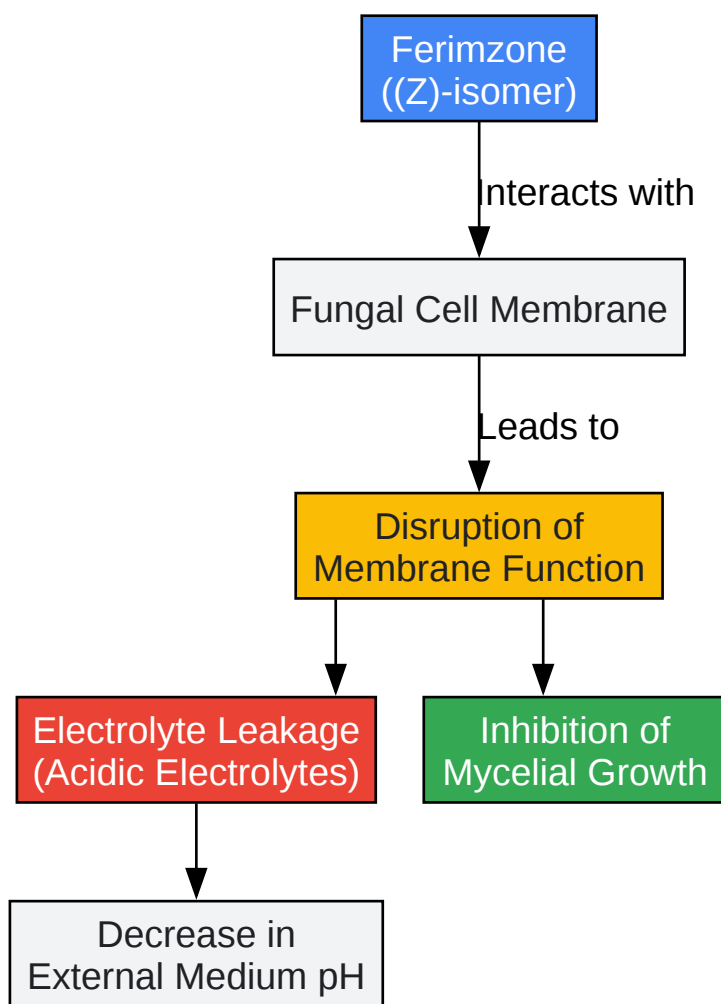 Ferimzone
((Z)-isomer)
Interacts with
Fungal Cell Membrane
Leads to
Disruption of
Membrane Function
Electrolyte Leakage
(Acidic Electrolytes)
Inhibition of
Mycelial Growth
Decrease in
External Medium pH